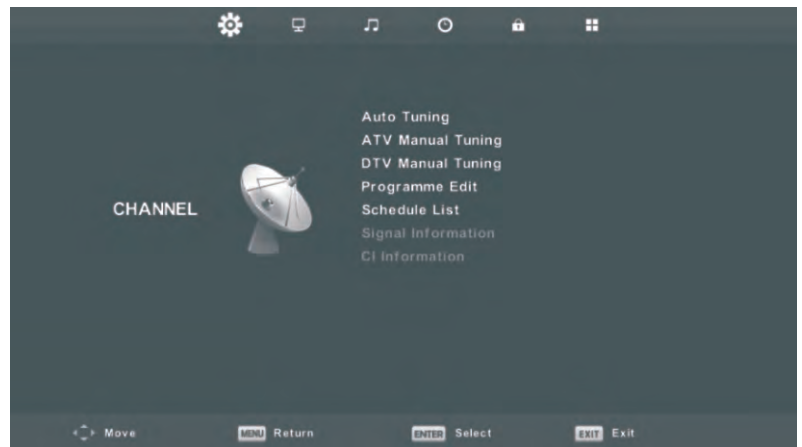 Auto Tuning
ATV Manual Tuning
DTV Manual Tuning
Programme Edit
CHANNEL
Schedule List
Signal Information
CI Information
Move MENU Return ENTER Select EXIT Exit